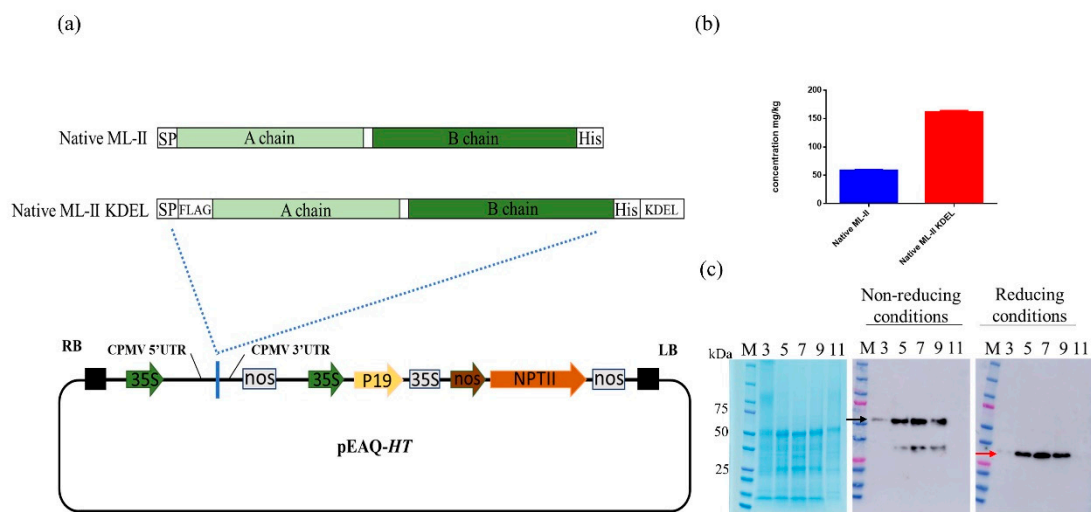 (a)
Native ML-II
SP
A chain
B chain
His
Native ML-II KDEL
SP
FLAG
A chain
B chain
His
KDEL
RB
CPMV 5'UTR
CPMV 3'UTR
LB
35S
nos
35S
P19
35S
nos
NPTII
nos
pEAQ-HT
(b)
concentration mg/kg
200
150
100
50
0
Native ML-II
Native ML-II KDEL
(c)
Non-reducing
conditions
Reducing
conditions
kDa
M 3 5 7 9 11
M 3 5 7 9 11
M 3 5 7 9 11
75
50
25